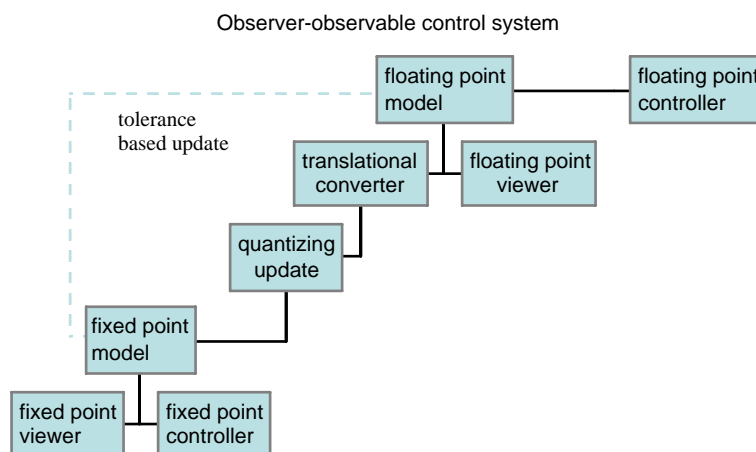 Observer-observable control system
floating point
model
floating point
controller
tolerance
based update
translational
converter
floating point
viewer
quantizing
update
fixed point
model
fixed point
viewer
fixed point
controller